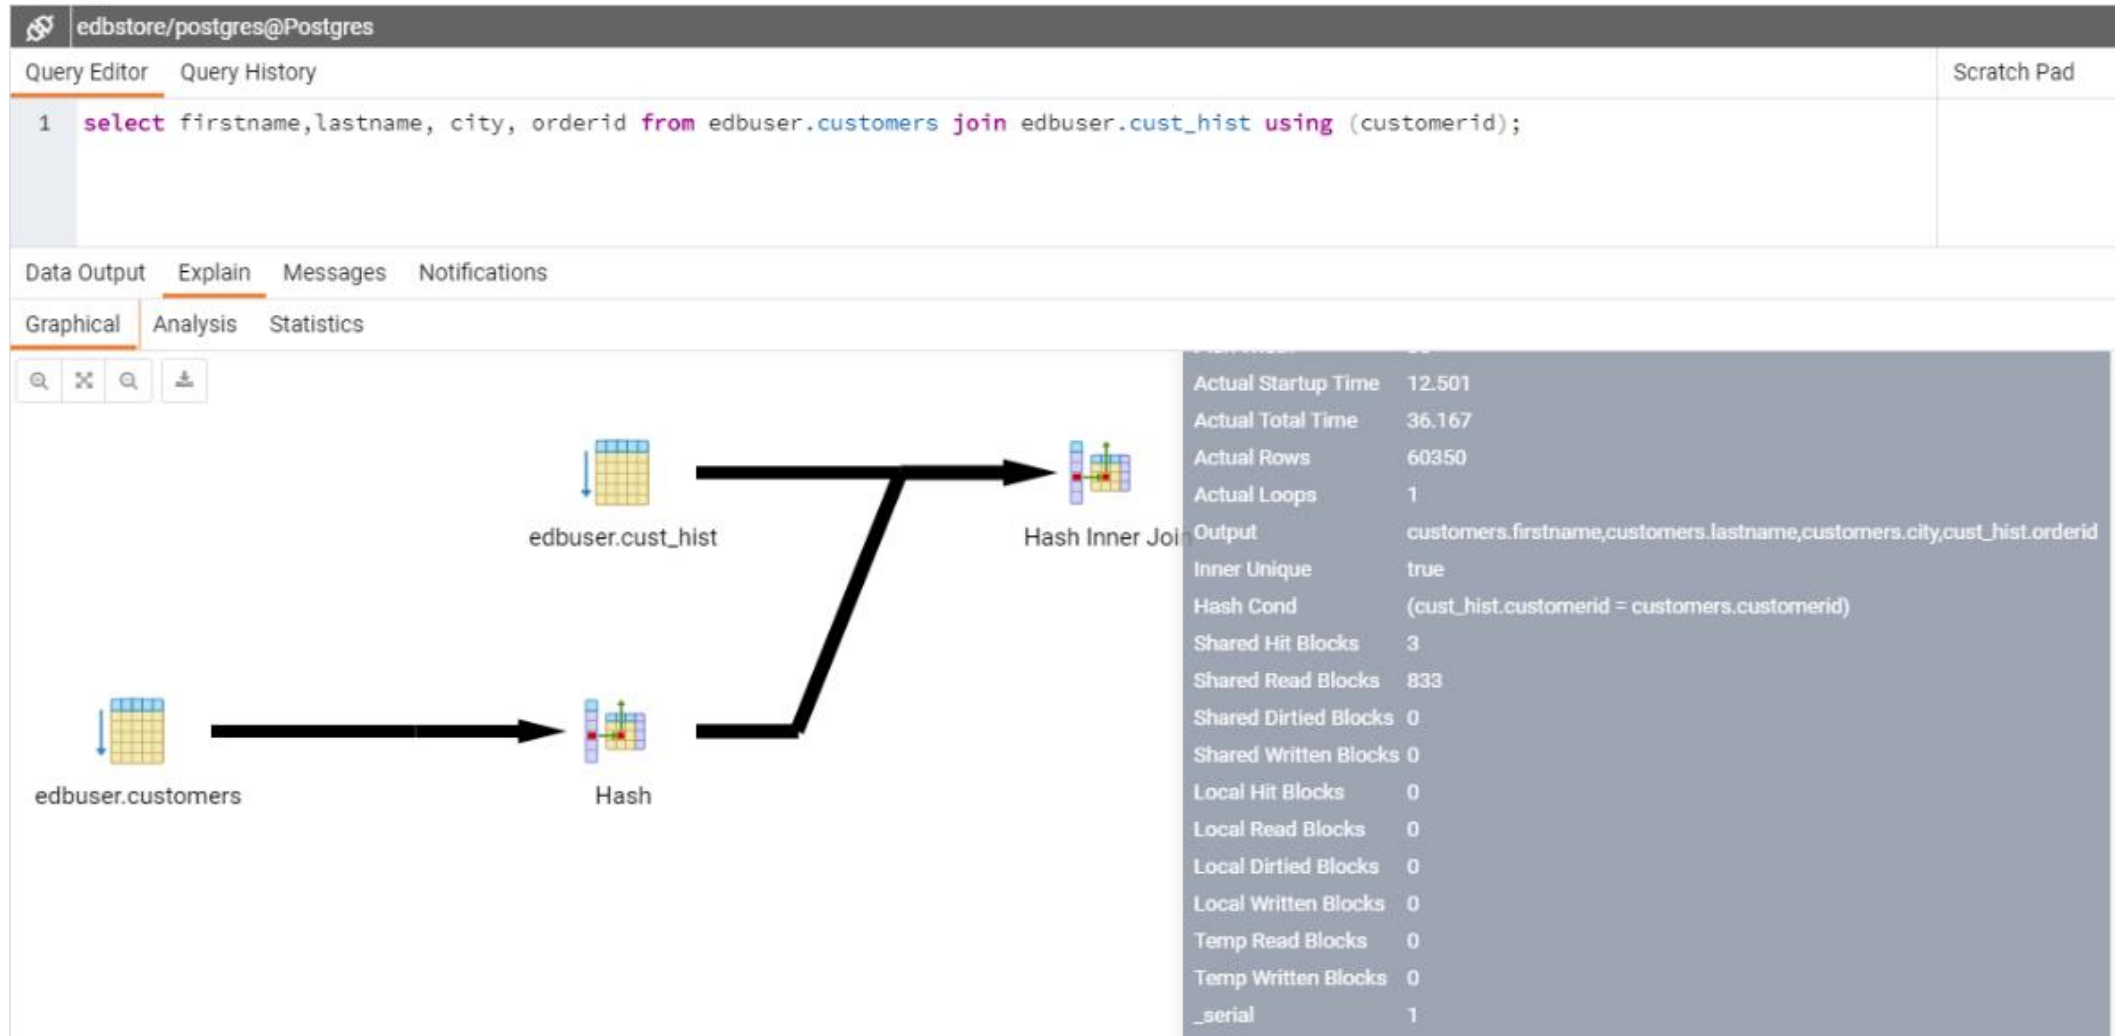 edbstore/postgres@Postgres
Query Editor Query History Scratch Pad
1 select firstname,lastname, city, orderid from edbuser.customers join edbuser.cust_hist using (customerid);
Data Output Explain Messages Notifications
Graphical Analysis Statistics
edbuser.cust_hist
Hash Inner Join
edbuser.customers
Hash
Actual Startup Time 12.501
Actual Total Time 36.167
Actual Rows 60350
Actual Loops 1
Output customers.firstname,customers.lastname,customers.city,cust_hist.orderid
Inner Unique true
Hash Cond (cust_hist.customerid = customers.customerid)
Shared Hit Blocks 3
Shared Read Blocks 833
Shared Dirtied Blocks 0
Shared Written Blocks 0
Local Hit Blocks 0
Local Read Blocks 0
Local Dirtied Blocks 0
Local Written Blocks 0
Temp Read Blocks 0
Temp Written Blocks 0
_serial 1